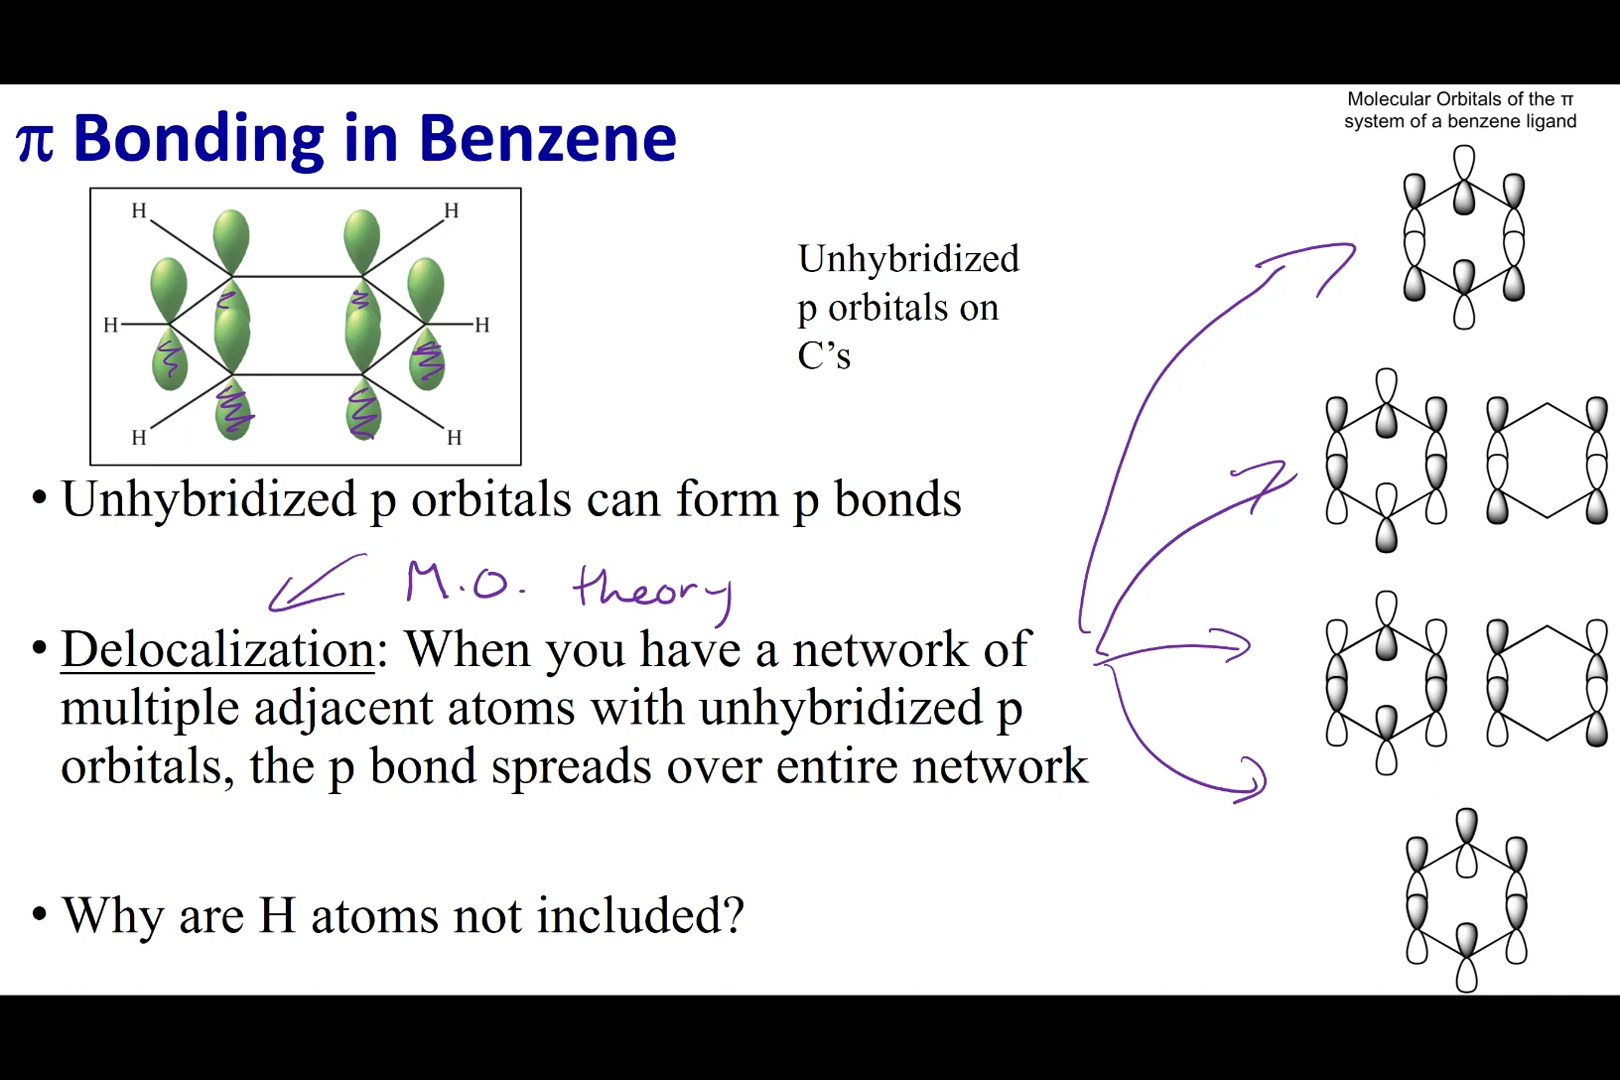 π Bonding in Benzene
H
H
H
H
H
H
Unhybridized
p orbitals on
C’s
• Unhybridized p orbitals can form p bonds
M.O. theory
• Delocalization: When you have a network of
multiple adjacent atoms with unhybridized p
orbitals, the p bond spreads over entire network
• Why are H atoms not included?
Molecular Orbitals of the π
system of a benzene ligand